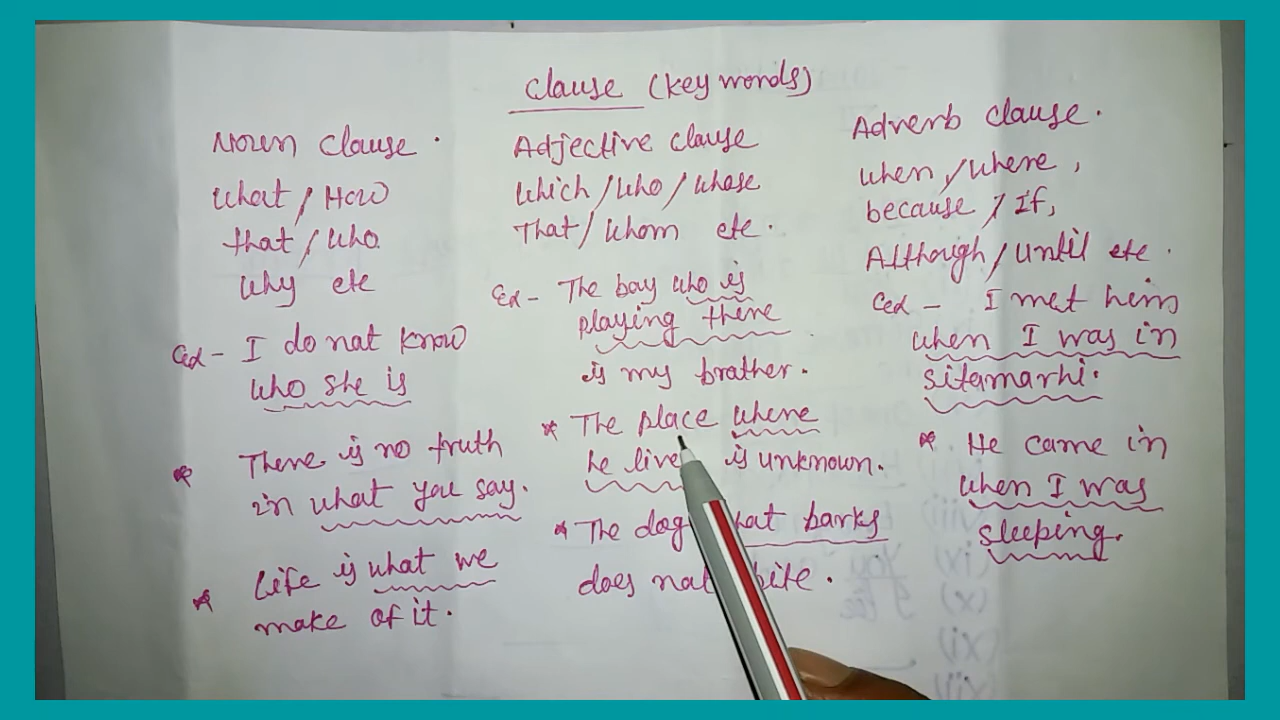 Clause (Key words)
Noun Clause.
What / How
that / Who
Why etc
Ex - I do not know
who she is
* There is no truth
in what you say.
* Life is what we
make of it.
Adjective clause
Which / Who / Whose
That / Whom etc.
Ex - The boy who is
playing there
is my brother.
* The place where
he live is unknown.
* The dog that barks
does not bite.
Adverb clause.
When / Where,
because / If,
Although / Until etc.
Ex - I met him
when I was in
sitamarhi.
* He came in
when I was
sleeping.